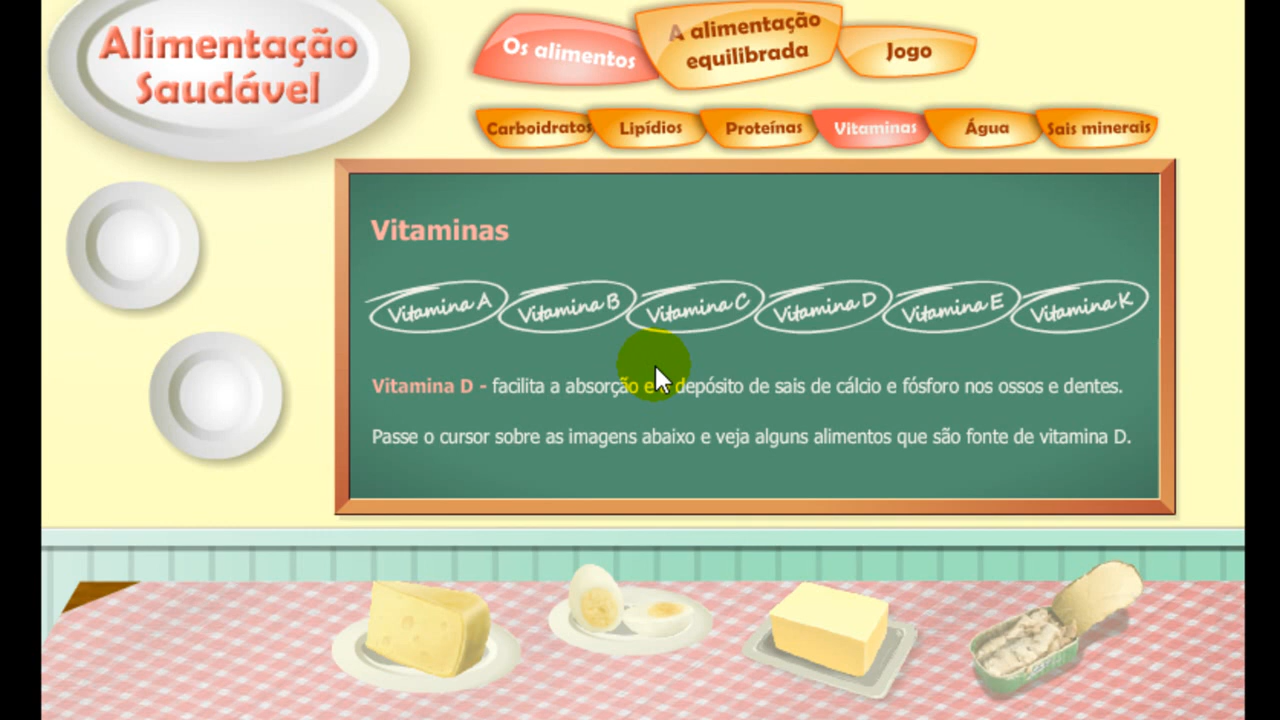 Alimentação
Saudável
Os alimentos
A alimentação
equilibrada
Jogo
Carboidratos
Lipídios
Proteínas
Vitaminas
Água
Sais minerais
Vitaminas
Vitamina A
Vitamina B
Vitamina C
Vitamina D
Vitamina E
Vitamina K
Vitamina D - facilita a absorção e o depósito de sais de cálcio e fósforo nos ossos e dentes.
Passe o cursor sobre as imagens abaixo e veja alguns alimentos que são fonte de vitamina D.